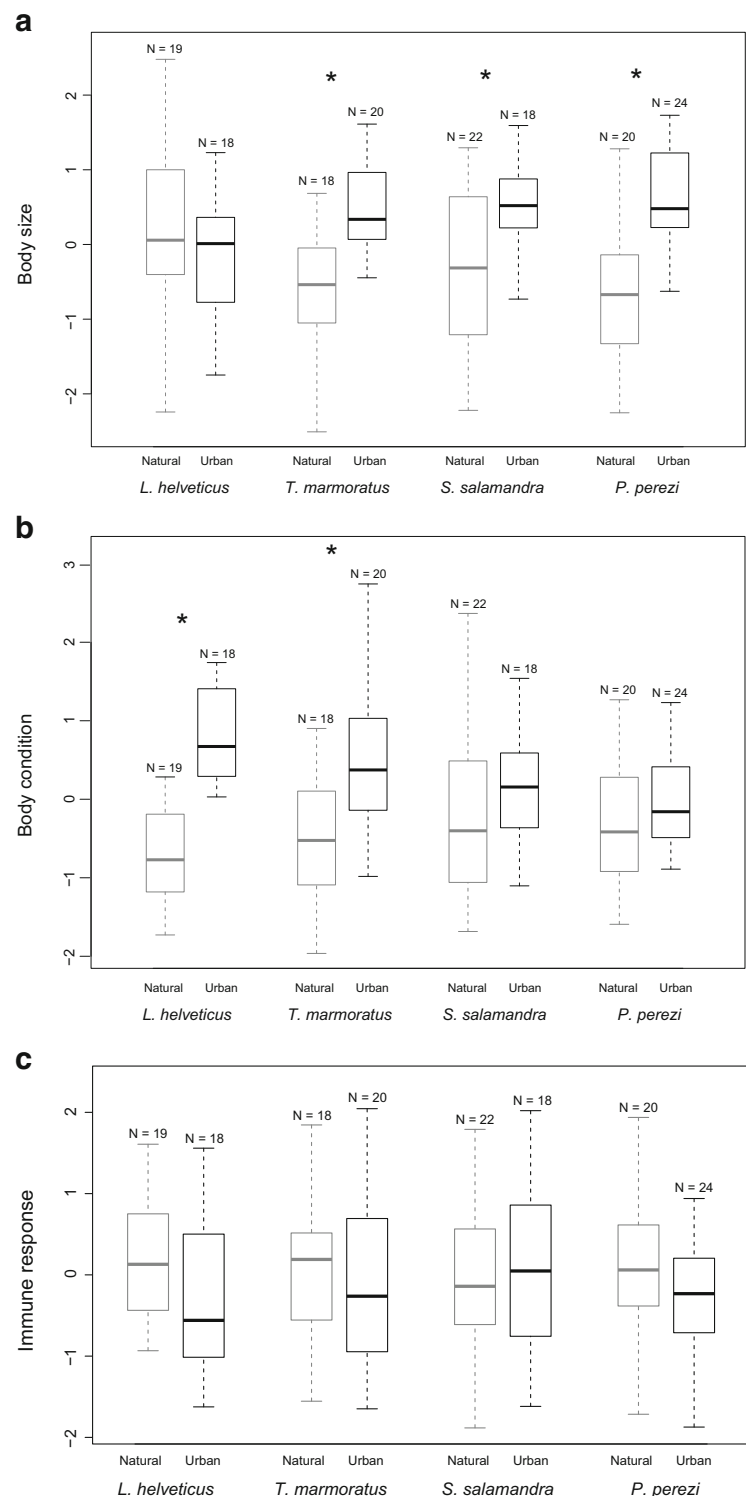 a
N = 19
N = 18
N = 18
*
N = 20
N = 22
*
N = 18
N = 20
*
N = 24
Body size
2
1
0
−1
−2
Natural Urban Natural Urban Natural Urban Natural Urban
L. helveticus T. marmoratus S. salamandra P. perezi
b
*
N = 19
N = 18
*
N = 18
N = 20
N = 22
N = 18
N = 20
N = 24
Body condition
3
2
1
0
−1
−2
Natural Urban Natural Urban Natural Urban Natural Urban
L. helveticus T. marmoratus S. salamandra P. perezi
c
N = 19
N = 18
N = 18
N = 20
N = 22
N = 18
N = 20
N = 24
Immune response
2
1
0
−1
−2
Natural Urban Natural Urban Natural Urban Natural Urban
L. helveticus T. marmoratus S. salamandra P. perezi